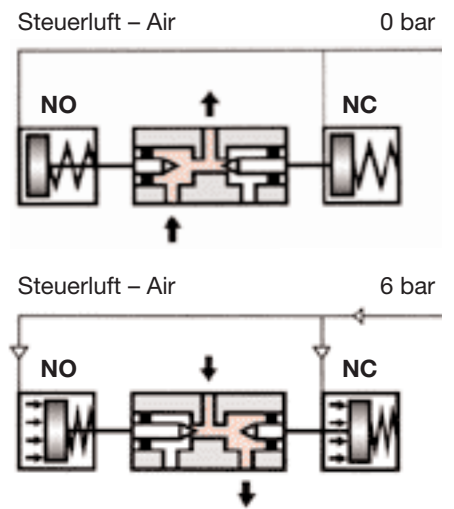 Steuerluft – Air 0 bar
NO NC
Steuerluft – Air 6 bar
NO NC